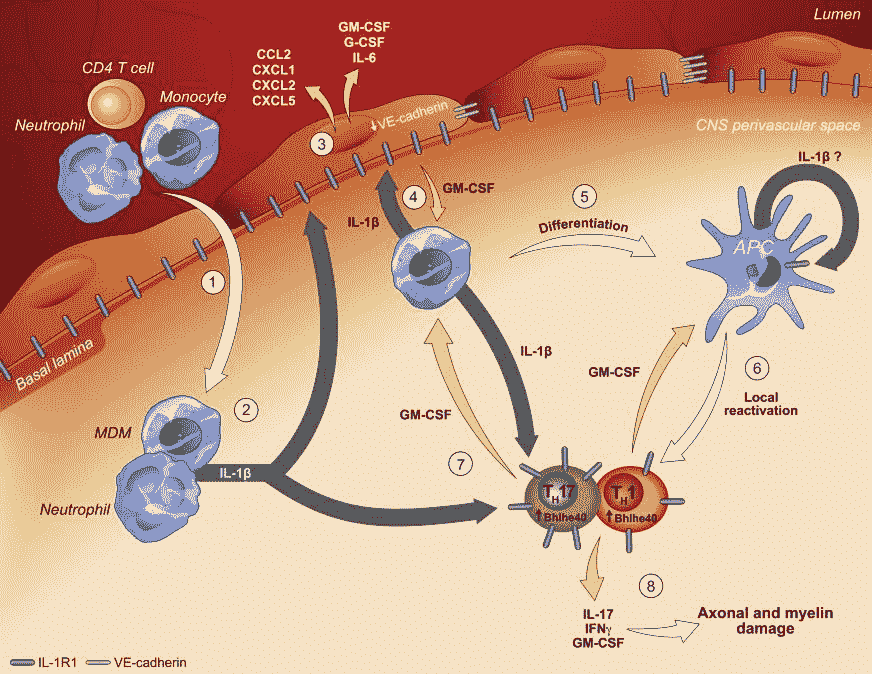 Lumen
GM-CSF
G-CSF
IL-6
CCL2
CXCL1
CXCL2
CXCL5
CD4 T cell
Monocyte
Neutrophil
3
↓VE-cadherin
CNS perivascular space
IL-1β ?
4
GM-CSF
5
IL-1β
Differentiation
APC
1
Basal lamina
IL-1β
GM-CSF
6
Local
reactivation
2
GM-CSF
MDM
7
IL-1β
Neutrophil
TH17
↑Bhlhe40
TH1
↑Bhlhe40
8
IL-17
IFNγ
GM-CSF
Axonal and myelin
damage
IL-1R1
VE-cadherin